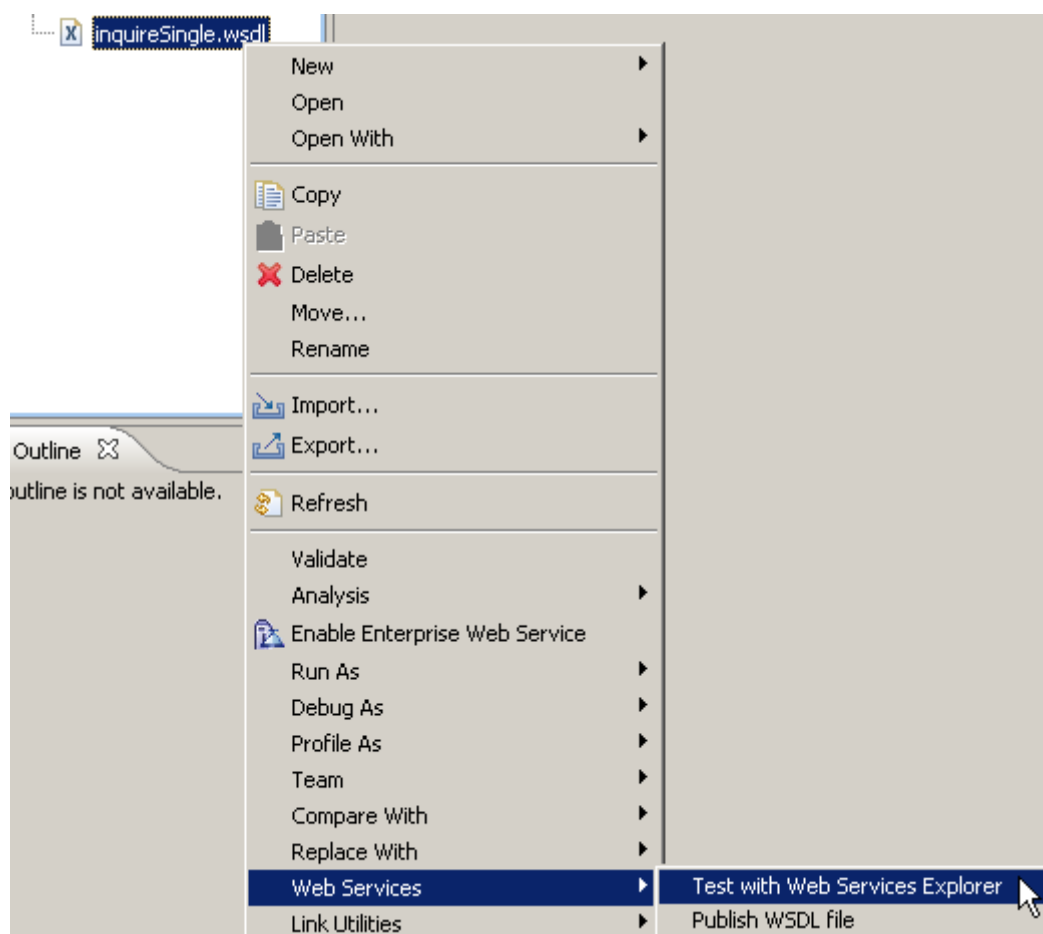 inquireSingle.wsdl
New
Open
Open With
Copy
Paste
Delete
Move...
Rename
Import...
Export...
Outline
outline is not available.
Refresh
Validate
Analysis
Enable Enterprise Web Service
Run As
Debug As
Profile As
Team
Compare With
Replace With
Web Services
Test with Web Services Explorer
Link Utilities
Publish WSDL file